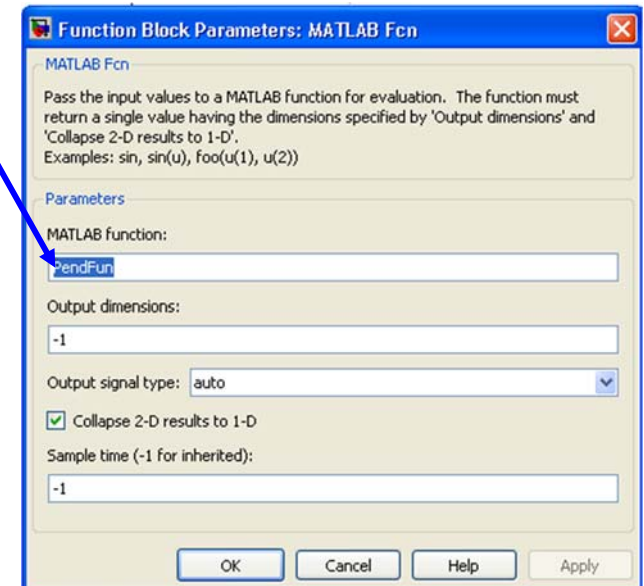 Function Block Parameters: MATLAB Fcn
MATLAB Fcn
Pass the input values to a MATLAB function for evaluation. The function must
return a single value having the dimensions specified by 'Output dimensions' and
'Collapse 2-D results to 1-D'.
Examples: sin, sin(u), foo(u(1), u(2))
Parameters
MATLAB function:
PendFun
Output dimensions:
-1
Output signal type: auto
Collapse 2-D results to 1-D
Sample time (-1 for inherited):
-1
OK Cancel Help Apply